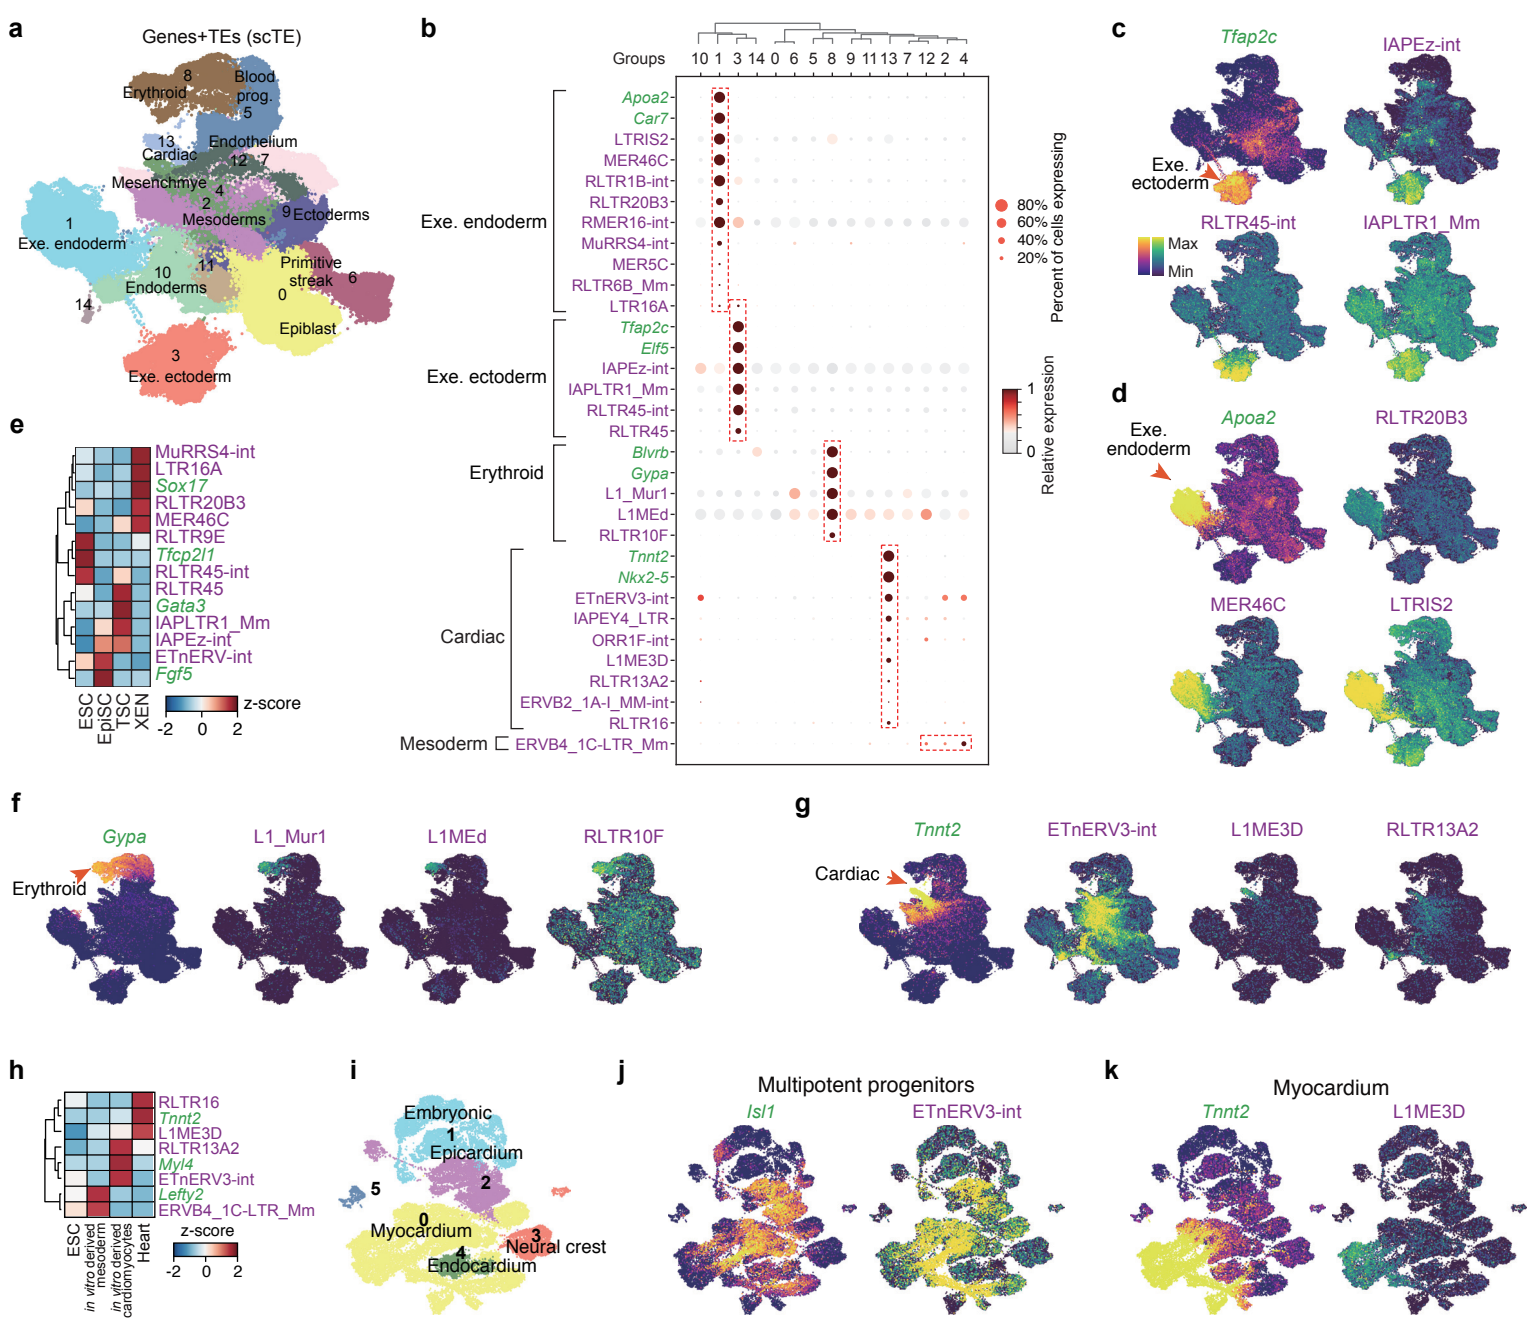 a
Genes+TEs (scTE)
8
Erythroid
Blood
prog.
5
13
Cardiac
Endothelium
12
7
Mesenchmye
4
2
Mesoderms
9
Ectoderms
1
Exe. endoderm
10
Endoderms
11
Primitive
streak
6
0
14
Epiblast
3
Exe. ectoderm
b
Groups
10 1 3 14 0 6 5 8 9 11 13 7 12 2 4
Exe. endoderm
Apoa2
Car7
LTRIS2
MER46C
RLTR1B-int
RLTR20B3
RMER16-int
MuRRS4-int
MER5C
RLTR6B_Mm
LTR16A
Exe. ectoderm
Tfap2c
Elf5
IAPEz-int
IAPLTR1_Mm
RLTR45-int
RLTR45
Erythroid
Blvrb
Gypa
L1_Mur1
L1MEd
RLTR10F
Cardiac
Tnnt2
Nkx2-5
ETnERV3-int
IAPEY4_LTR
ORR1F-int
L1ME3D
RLTR13A2
ERVB2_1A-I_MM-int
RLTR16
Mesoderm
ERVB4_1C-LTR_Mm
80%
60%
40%
20%
Percent of cells expressing
1
0
Relative expression
c
Tfap2c
IAPEz-int
Exe.
ectoderm
RLTR45-int
IAPLTR1_Mm
Max
Min
d
Apoa2
RLTR20B3
Exe.
endoderm
MER46C
LTRIS2
e
MuRRS4-int
LTR16A
Sox17
RLTR20B3
MER46C
RLTR9E
Tfcp2l1
RLTR45-int
RLTR45
Gata3
IAPLTR1_Mm
IAPEz-int
ETnERV-int
Fgf5
ESC
EpiSC
TSC
XEN
z-score
-2 0 2
f
Gypa
L1_Mur1
L1MEd
RLTR10F
Erythroid
g
Tnnt2
ETnERV3-int
L1ME3D
RLTR13A2
Cardiac
h
RLTR16
Tnnt2
L1ME3D
RLTR13A2
Myl4
ETnERV3-int
Lefty2
ERVB4_1C-LTR_Mm
ESC
in vitro derived
mesoderm
in vitro derived
cardiomyocytes
Heart
z-score
-2 0 2
i
Embryonic
1
Epicardium
2
5
0
Myocardium
3
Neural crest
4
Endocardium
j
Multipotent progenitors
Isl1
ETnERV3-int
k
Myocardium
Tnnt2
L1ME3D